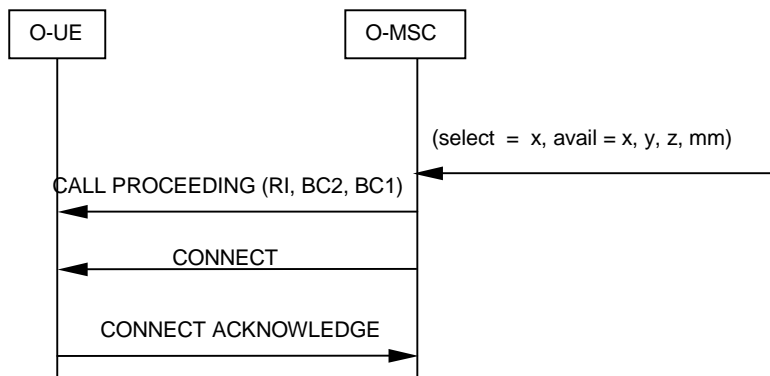 O-UE
O-MSC
(select = x, avail = x, y, z, mm)
CALL PROCEEDING (RI, BC2, BC1)
CONNECT
CONNECT ACKNOWLEDGE